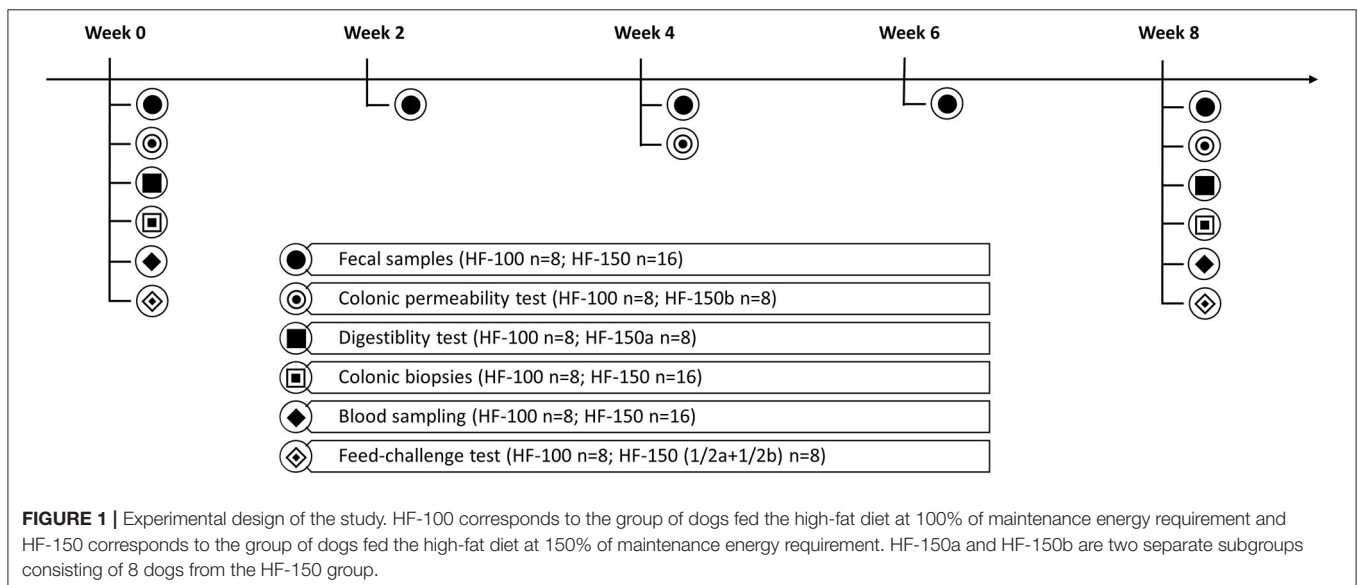 Week 0 Week 2 Week 4 Week 6 Week 8
Fecal samples (HF-100 n=8; HF-150 n=16)
Colonic permeability test (HF-100 n=8; HF-150b n=8)
Digestiblity test (HF-100 n=8; HF-150a n=8)
Colonic biopsies (HF-100 n=8; HF-150 n=16)
Blood sampling (HF-100 n=8; HF-150 n=16)
Feed-challenge test (HF-100 n=8; HF-150 (1/2a+1/2b) n=8)
FIGURE 1 | Experimental design of the study. HF-100 corresponds to the group of dogs fed the high-fat diet at 100% of maintenance energy requirement and
HF-150 corresponds to the group of dogs fed the high-fat diet at 150% of maintenance energy requirement. HF-150a and HF-150b are two separate subgroups
consisting of 8 dogs from the HF-150 group.